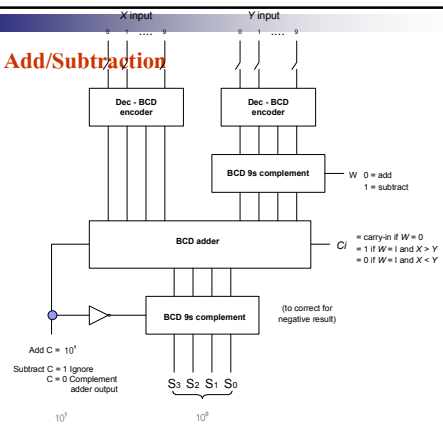 X input Y input
0 1 .... 9 0 1 .... 9
Add/Subtraction
Dec - BCD encoder
Dec - BCD encoder
BCD 9s complement
W 0 = add
1 = subtract
BCD adder
Ci
= carry-in if W = 0
= 1 if W = I and X > Y
= 0 if W = I and X < Y
BCD 9s complement
(to correct for
negative result)
Add C = 10¹
Subtract C = 1 Ignore
C = 0 Complement
adder output
S3 S2 S1 S0
10¹ 10⁰